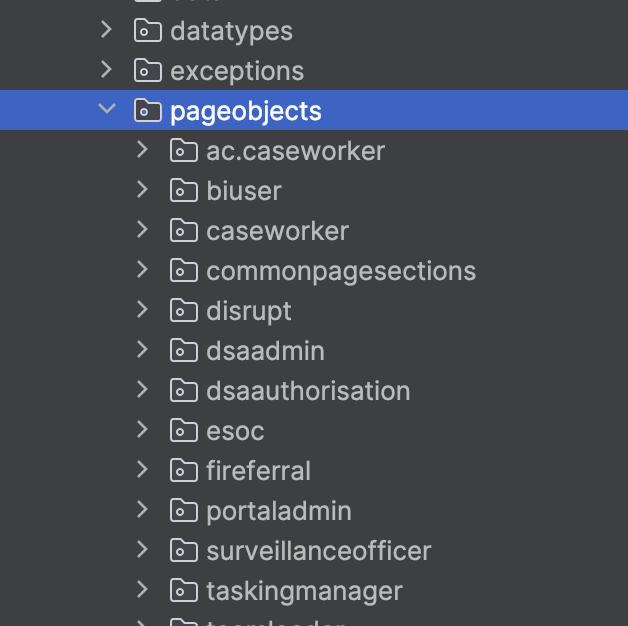 datatypes
exceptions
pageobjects
ac.caseworker
biuser
caseworker
commonpagesections
disrupt
dsaadmin
dsaauthorisation
esoc
fireferral
portaladmin
surveillanceofficer
taskingmanager